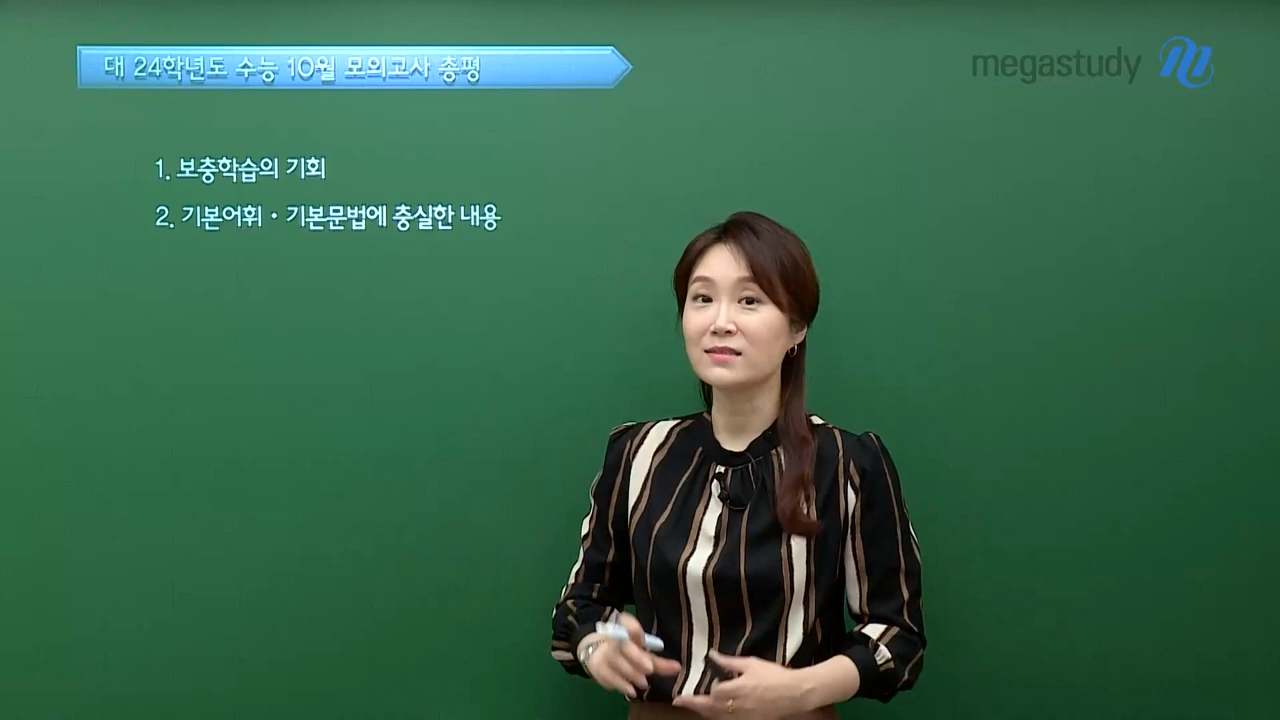 대 24학년도 수능 10월 모의고사 총평
megastudy
1. 보충학습의 기회
2. 기본어휘·기본문법에 충실한 내용